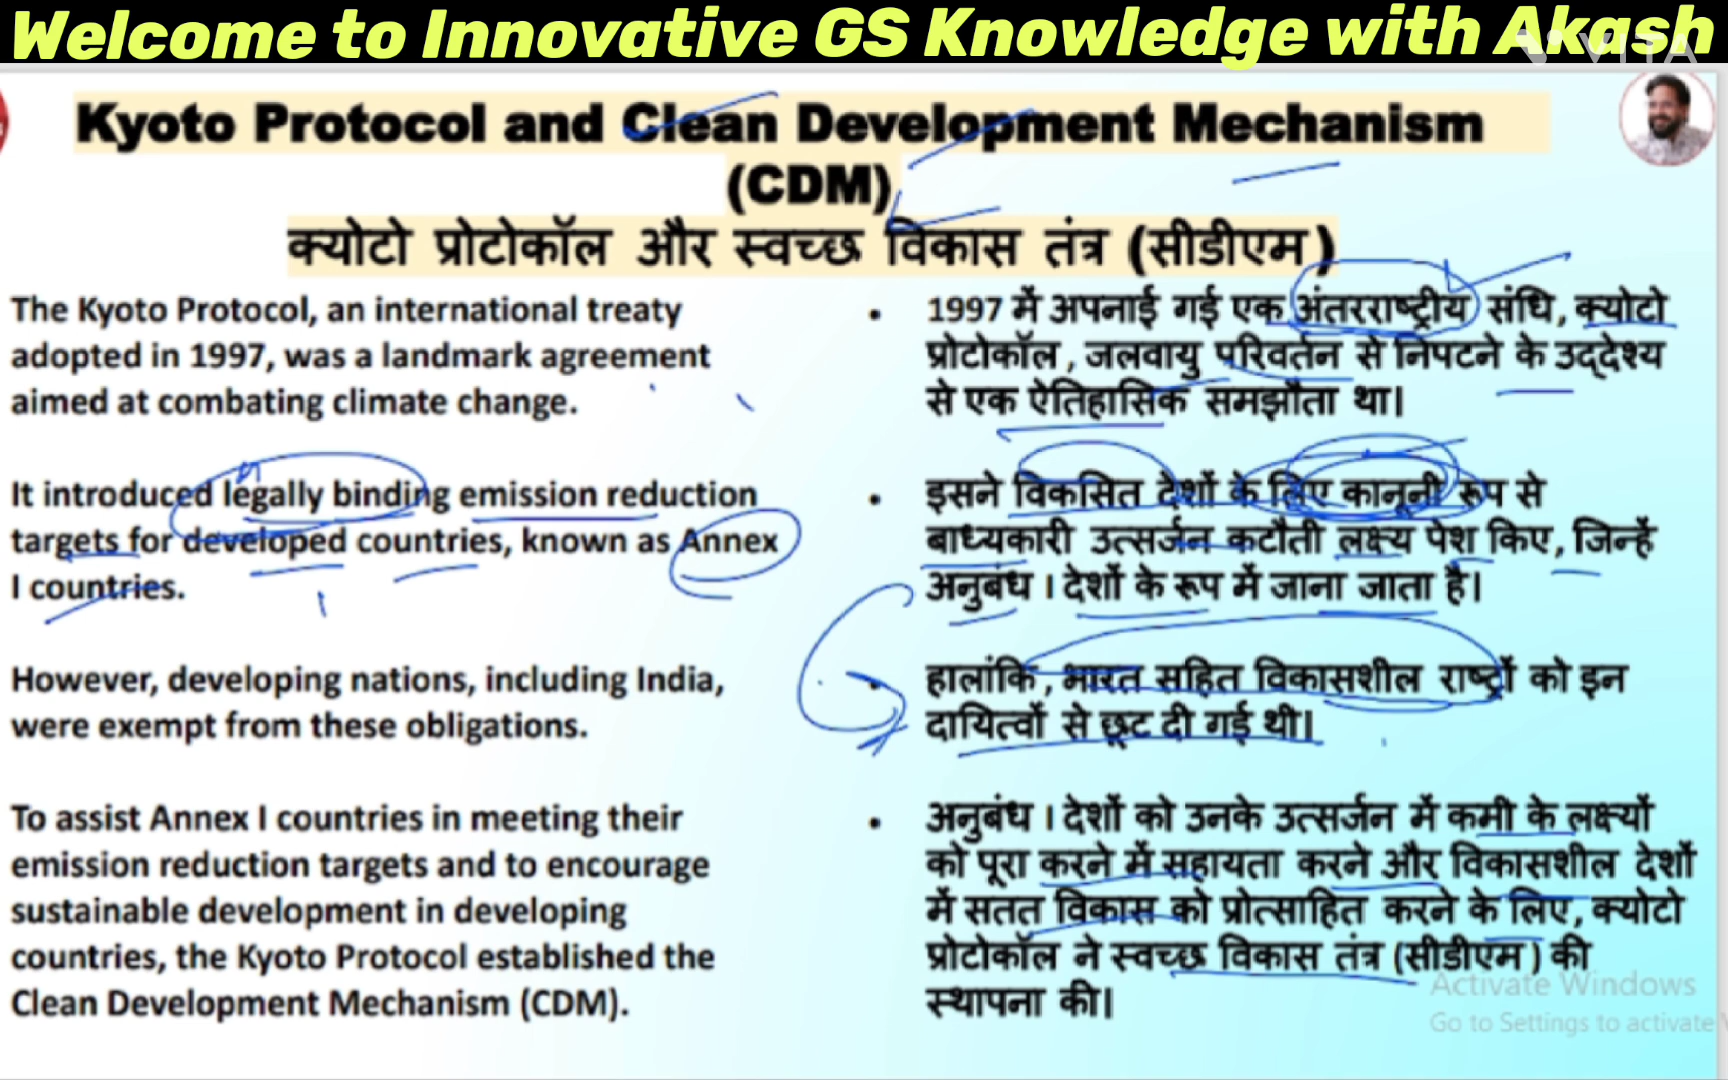 Welcome to Innovative GS Knowledge with Akash
VITA
Kyoto Protocol and Clean Development Mechanism
(CDM)
क्योटो प्रोटोकॉल और स्वच्छ विकास तंत्र (सीडीएम)
The Kyoto Protocol, an international treaty
adopted in 1997, was a landmark agreement
aimed at combating climate change.
It introduced legally binding emission reduction
targets for developed countries, known as Annex
I countries.
However, developing nations, including India,
were exempt from these obligations.
To assist Annex I countries in meeting their
emission reduction targets and to encourage
sustainable development in developing
countries, the Kyoto Protocol established the
Clean Development Mechanism (CDM).
• 1997 में अपनाई गई एक अंतरराष्ट्रीय संधि, क्योटो
प्रोटोकॉल, जलवायु परिवर्तन से निपटने के उद्देश्य
से एक ऐतिहासिक समझौता था।
• इसने विकसित देशों के लिए कानूनी रूप से
बाध्यकारी उत्सर्जन कटौती लक्ष्य पेश किए, जिन्हें
अनुबंध I देशों के रूप में जाना जाता है।
• हालांकि, भारत सहित विकासशील राष्ट्रों को इन
दायित्वों से छूट दी गई थी।
• अनुबंध I देशों को उनके उत्सर्जन में कमी के लक्ष्यों
को पूरा करने में सहायता करने और विकासशील देशों
में सतत विकास को प्रोत्साहित करने के लिए, क्योटो
प्रोटोकॉल ने स्वच्छ विकास तंत्र (सीडीएम) की
स्थापना की।
Activate Windows
Go to Settings to activate